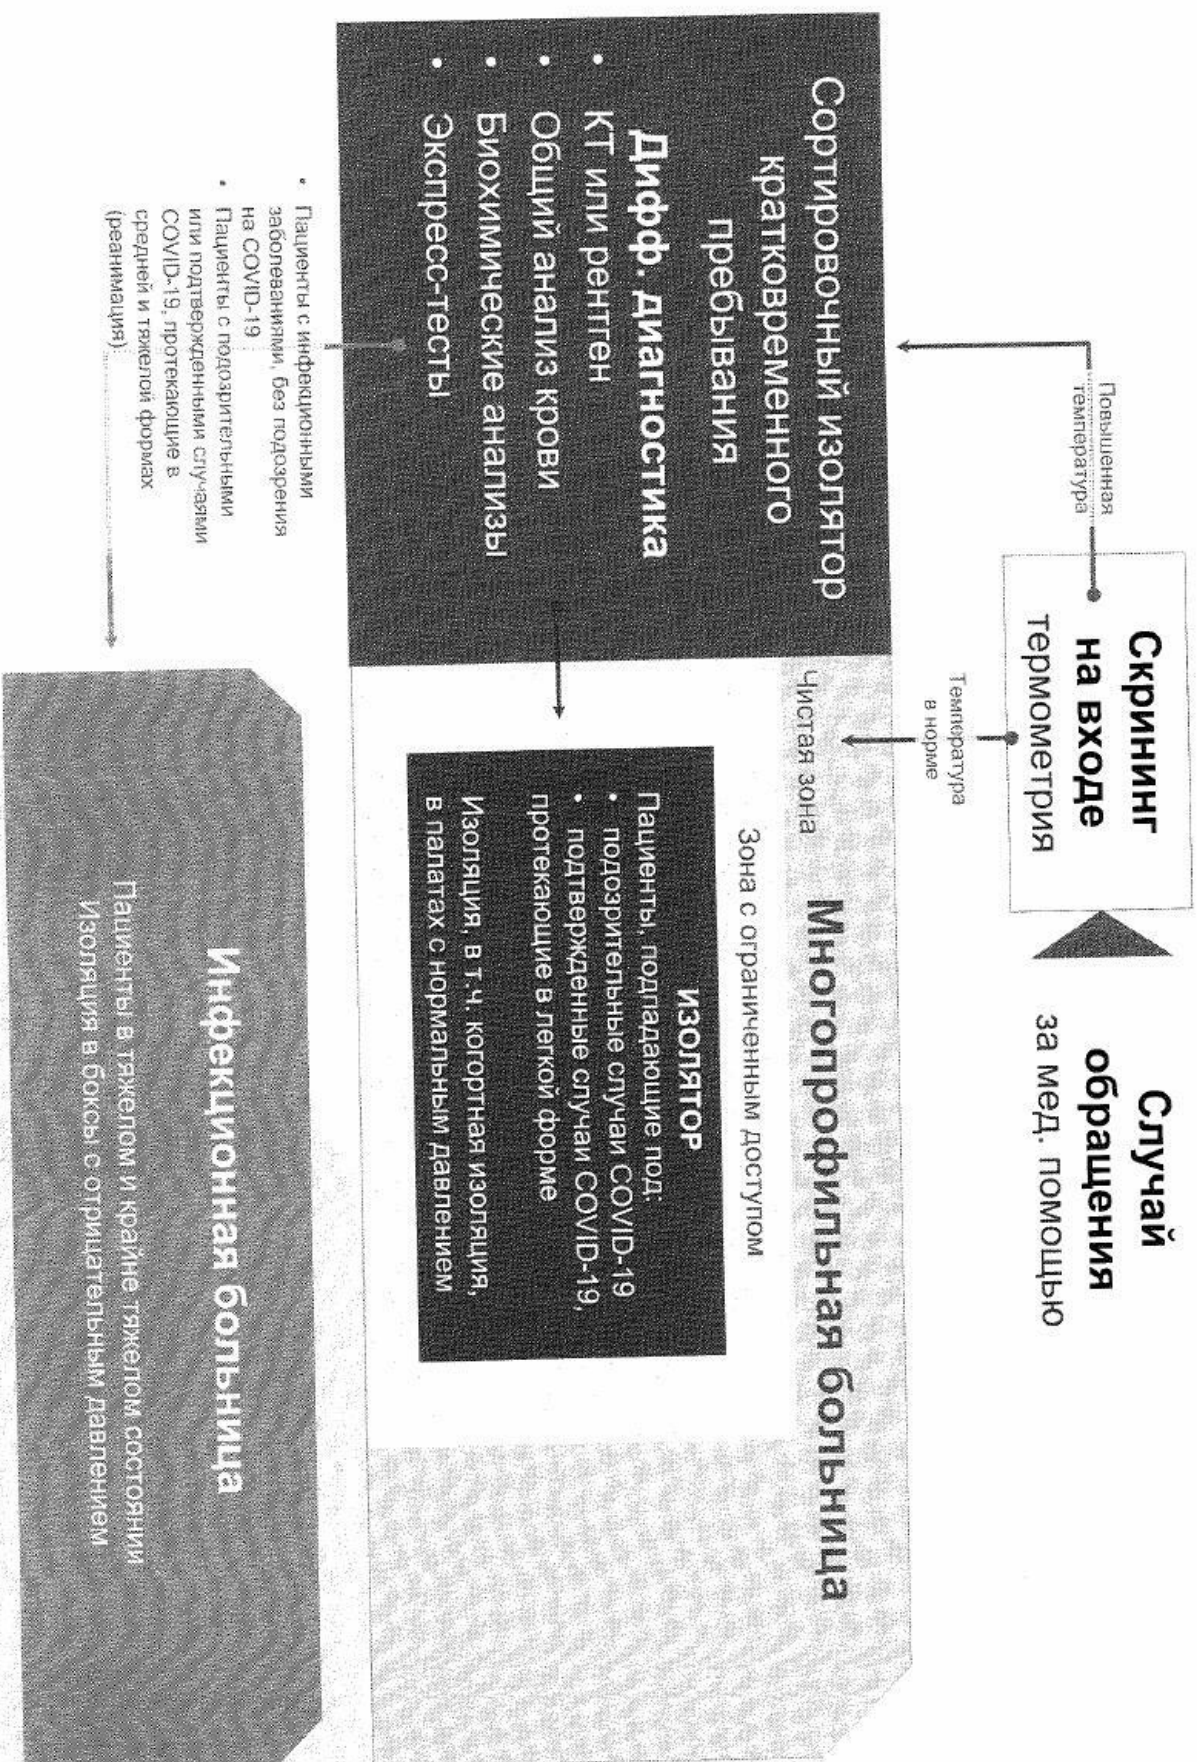 Случай
обращения
за мед. помощью
Скрининг
на входе
термометрия
Повышенная
температура
Температура
в норме
Сортировочный изолятор
кратковременного
пребывания
Дифф. диагностика
• КТ или рентген
• Общий анализ крови
• Биохимические анализы
• Экспресс-тесты
Многопрофильная больница
Чистая зона
Зона с ограниченным доступом
ИЗОЛЯТОР
Пациенты, подпадающие под:
• подозрительные случаи COVID-19
• подтвержденные случаи COVID-19,
протекающие в легкой форме
Изоляция, в т.ч. когортная изоляция,
в палатах с нормальным давлением
• Пациенты с инфекционными
заболеваниями, без подозрения
на COVID-19
• Пациенты с подозрительными
или подтвержденными случаями
COVID-19, протекающие в
средней и тяжелой формах
(реанимация)
Инфекционная больница
Пациенты в тяжелом и крайне тяжелом состоянии
Изоляция в боксы с отрицательным давлением